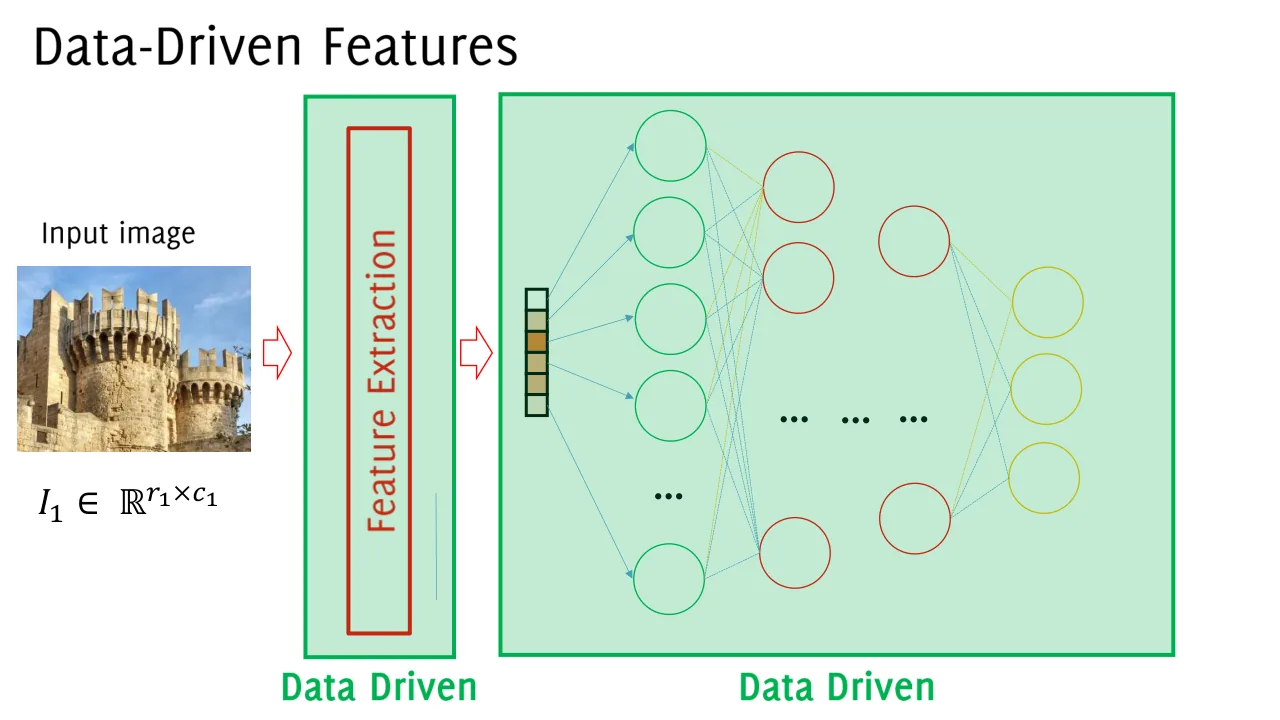 Data-Driven Features
Input image
I₁ ∈ ℝ^{r₁×c₁}
Feature Extraction
...
... ... ...
Data Driven
Data Driven